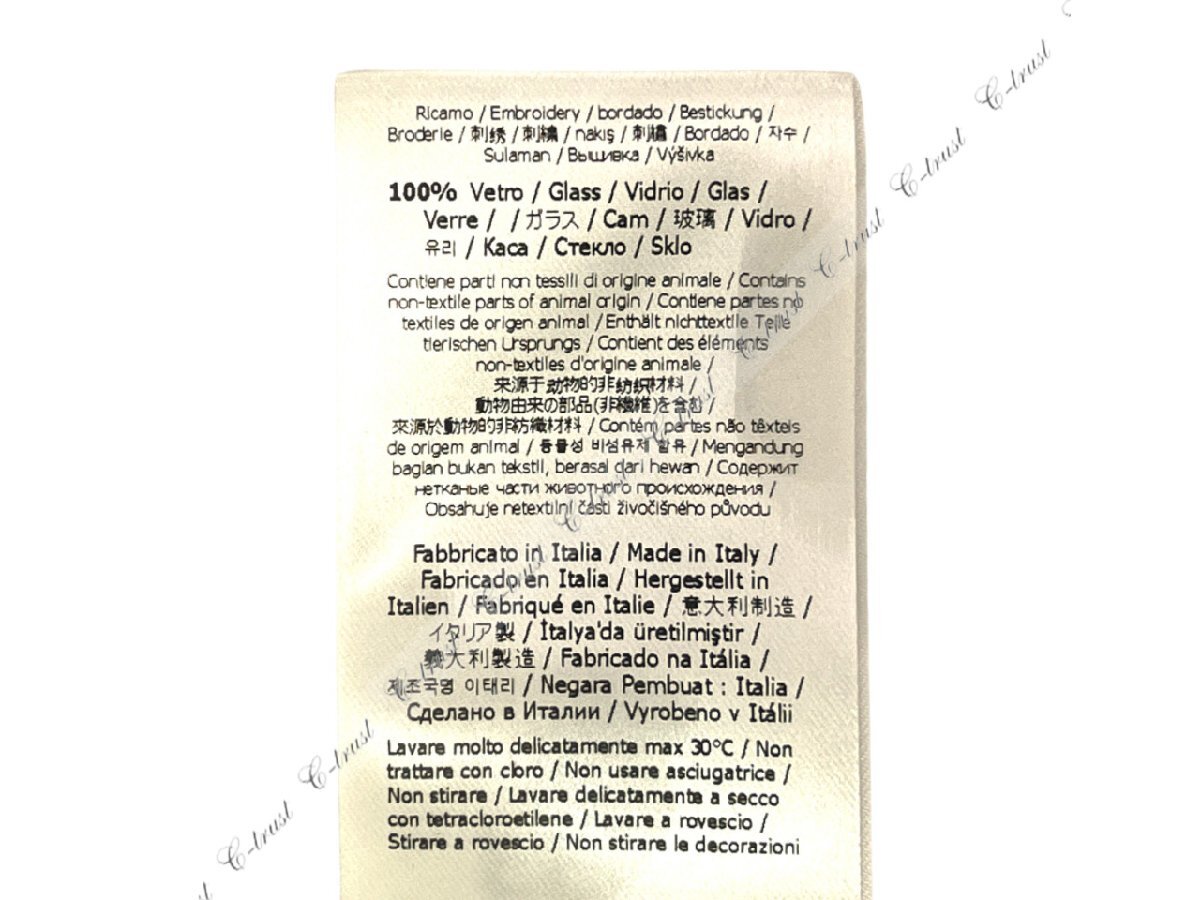 Ricamo / Embroidery / bordado / Bestickung /
Broderie / 刺绣 / 刺繍 / nakış / 刺繡 / Bordado / 자수 /
Sulaman / Вышивка / Výšivka
100% Vetro / Glass / Vidrio / Glas /
Verre / / ガラス / Cam / 玻璃 / Vidro /
유리 / Kaca / Стекло / Sklo
Contiene parti non tessili di origine animale / Contains
non-textile parts of animal origin / Contiene partes no
textiles de origen animal / Enthält nichttextile Teile
tierischen Ursprungs / Contient des éléments
non-textiles d'origine animale /
來源于动物的非纺织材料 /
動物由来の部品(非繊維)を含む /
來源於動物的非紡織材料 / Contém partes não têxteis
de origem animal / 동물성 비섬유제 함유 / Mengandung
bagian bukan tekstil, berasal dari hewan / Содержит
нетканые части животного происхождения /
Obsahuje netextilní části živočišného původu
Fabbricato in Italia / Made in Italy /
Fabricado en Italia / Hergestellt in
Italien / Fabriqué en Italie / 意大利制造 /
イタリア製 / İtalya'da üretilmiştir /
義大利製造 / Fabricado na Itália /
제조국명 이태리 / Negara Pembuat : Italia /
Сделано в Италии / Vyrobeno v Itálii
Lavare molto delicatamente max 30°C / Non
trattare con cloro / Non usare asciugatrice /
Non stirare / Lavare delicatamente a secco
con tetracloroetilene / Lavare a rovescio /
Stirare a rovescio / Non stirare le decorazioni
C-trust
C-trust
C-trust
C-trust
C-trust
C-trust
C-trust
C-trust
C-trust